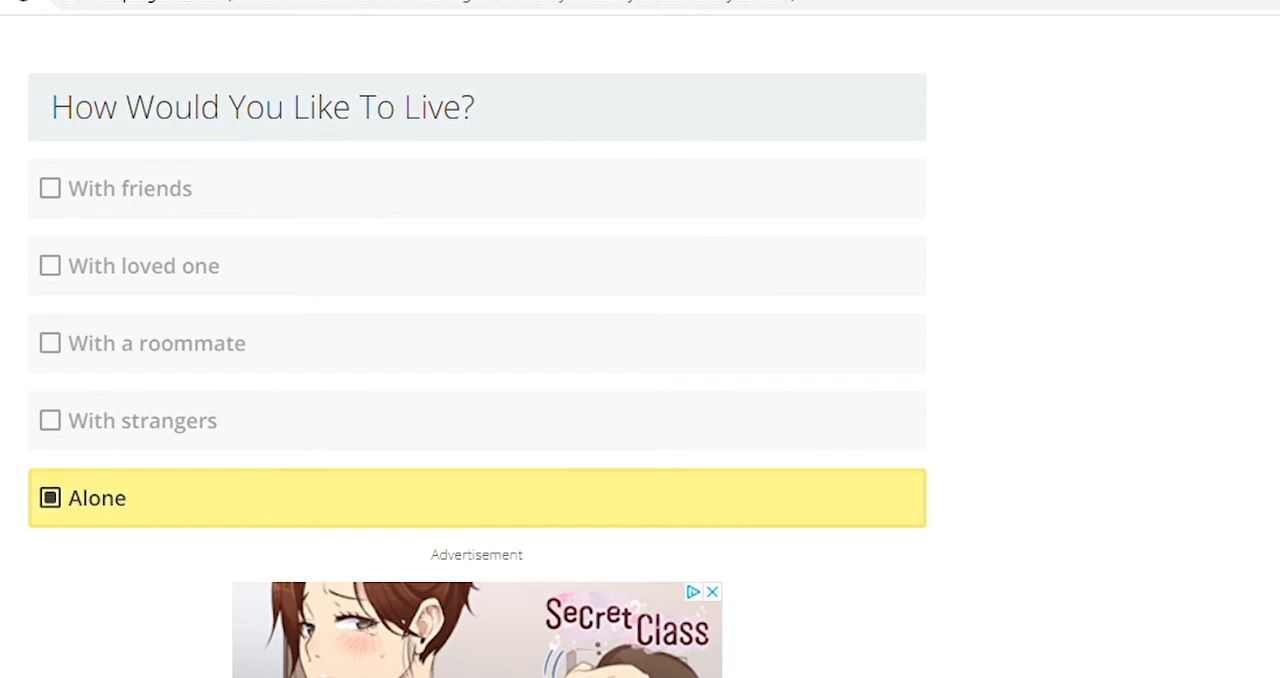 How Would You Like To Live?
With friends
With loved one
With a roommate
With strangers
Alone
Advertisement
Secret
Class